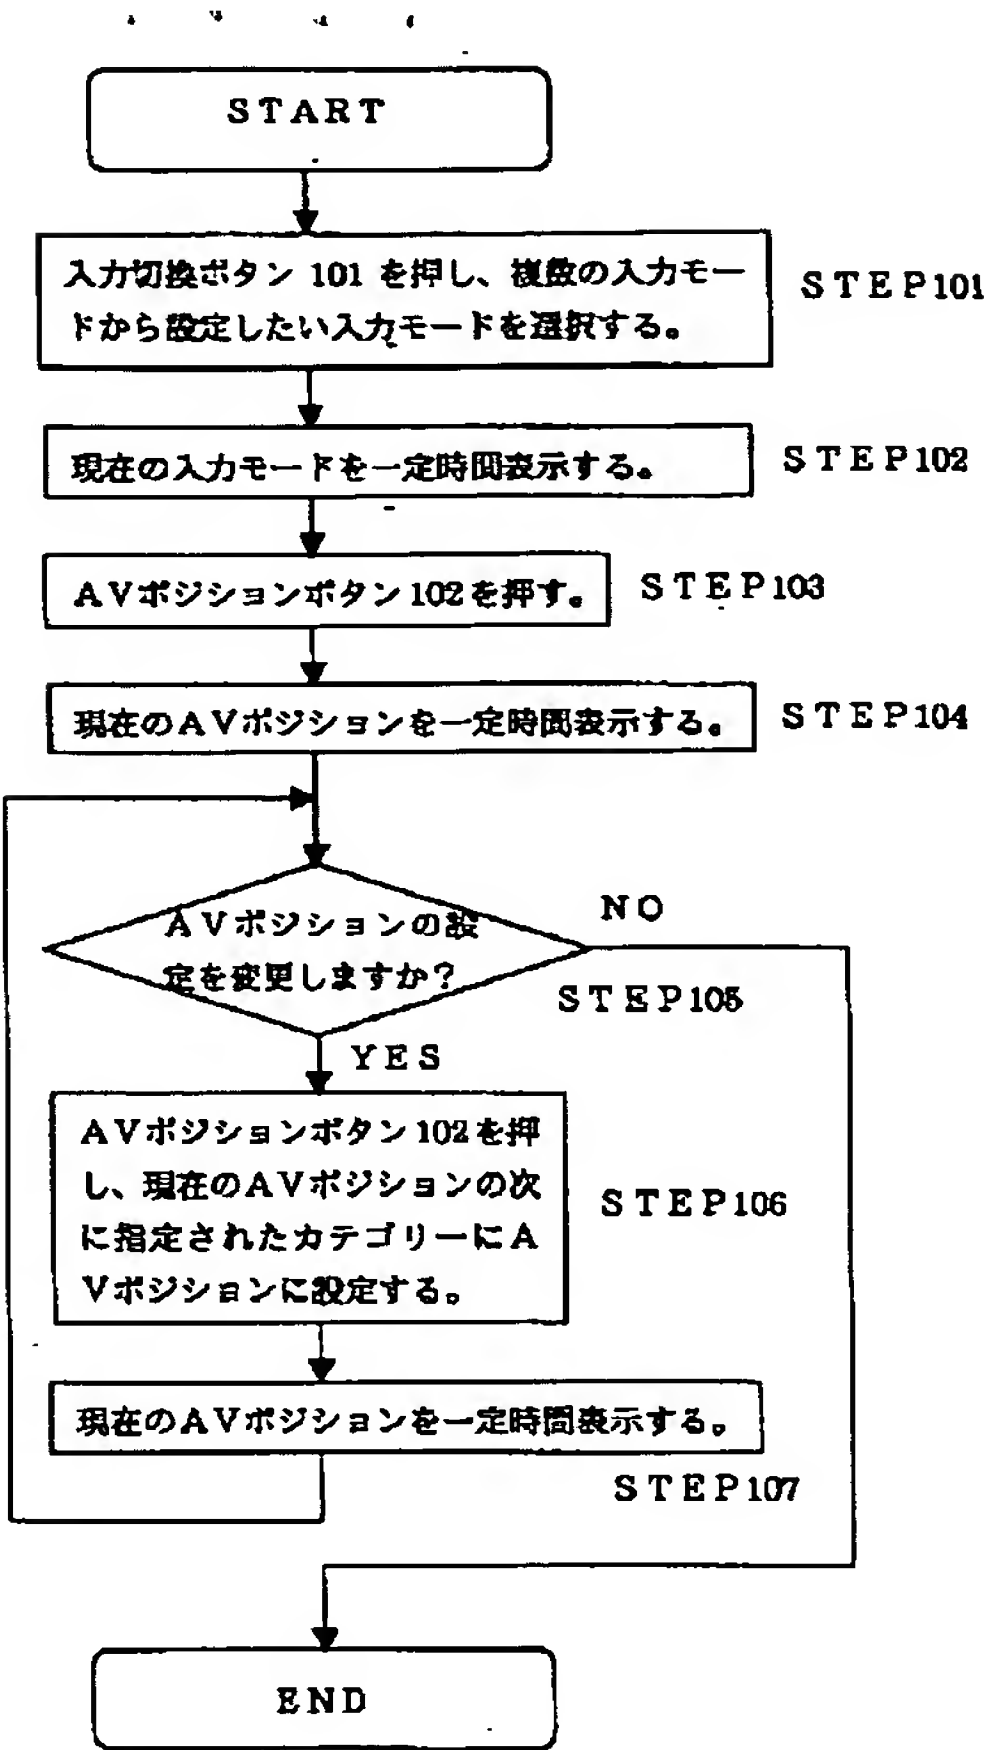 START
入力切換ボタン 101 を押し、複数の入力モー
ドから設定したい入力モードを選択する。
STEP101
現在の入力モードを一定時間表示する。
STEP102
AVポジションボタン102を押す。
STEP103
現在のAVポジションを一定時間表示する。
STEP104
AVポジションの設
定を変更しますか？
NO
STEP105
YES
AVポジションボタン102を押
し、現在のAVポジションの次
に指定されたカテゴリーにA
Vポジションに設定する。
STEP106
現在のAVポジションを一定時間表示する。
STEP107
END